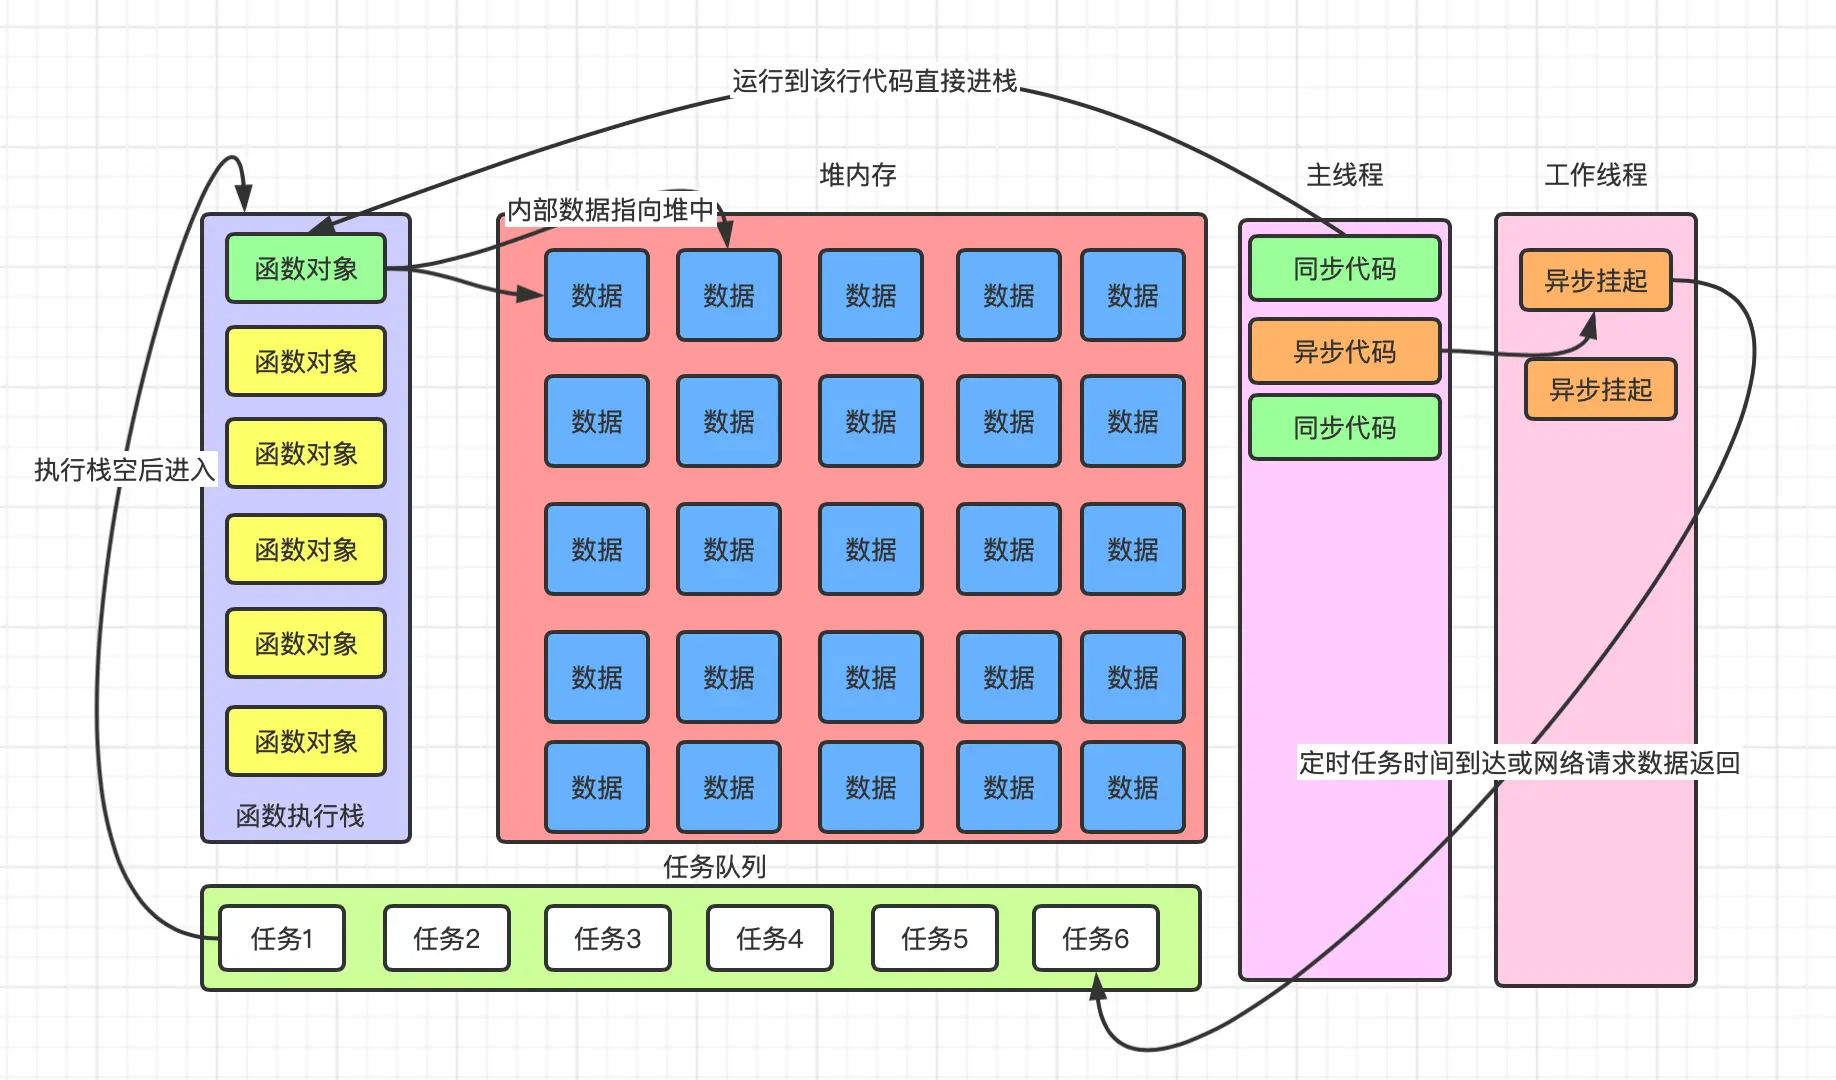 运行到该行代码直接进栈
堆内存
主线程
工作线程
内部数据指向堆中
函数对象
函数对象
函数对象
函数对象
函数对象
函数对象
函数执行栈
执行栈空后进入
数据 数据 数据 数据 数据
数据 数据 数据 数据 数据
数据 数据 数据 数据 数据
数据 数据 数据 数据 数据
数据 数据 数据 数据 数据
同步代码
异步代码
同步代码
异步挂起
异步挂起
定时任务时间到达或网络请求数据返回
任务队列
任务1 任务2 任务3 任务4 任务5 任务6